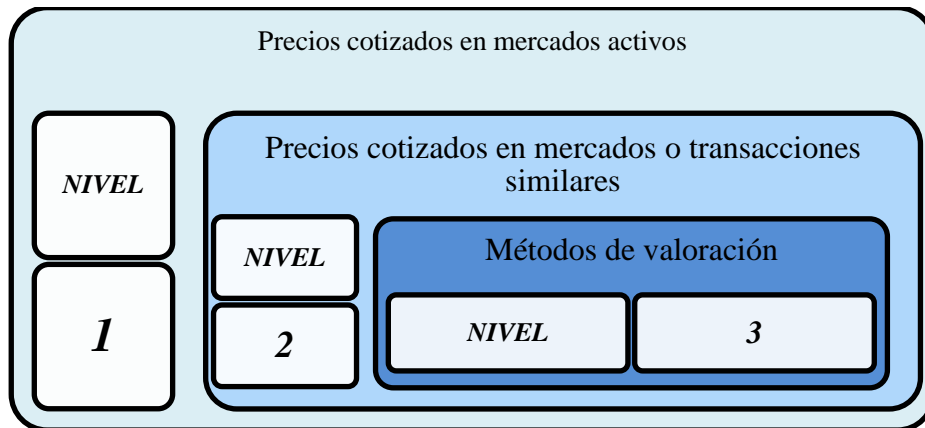 Precios cotizados en mercados activos
NIVEL
1
Precios cotizados en mercados o transacciones
similares
NIVEL
2
Métodos de valoración
NIVEL
3